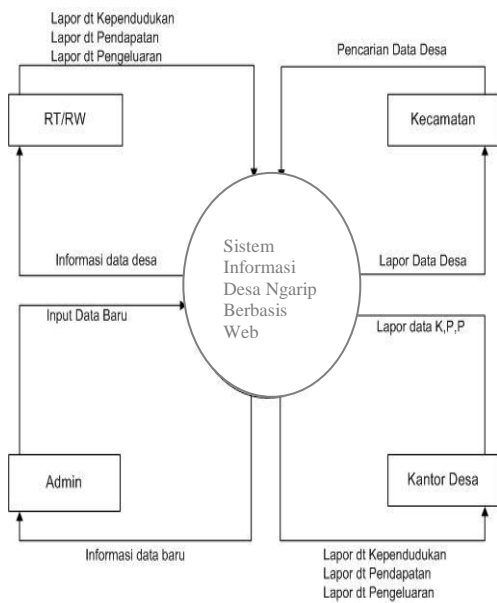 Lapor dt Kependudukan
Lapor dt Pendapatan
Lapor dt Pengeluaran
Pencarian Data Desa
RT/RW
Kecamatan
Sistem
Informasi
Desa Ngarip
Berbasis
Web
Informasi data desa
Lapor Data Desa
Input Data Baru
Lapor data K,P,P
Admin
Kantor Desa
Informasi data baru
Lapor dt Kependudukan
Lapor dt Pendapatan
Lapor dt Pengeluaran